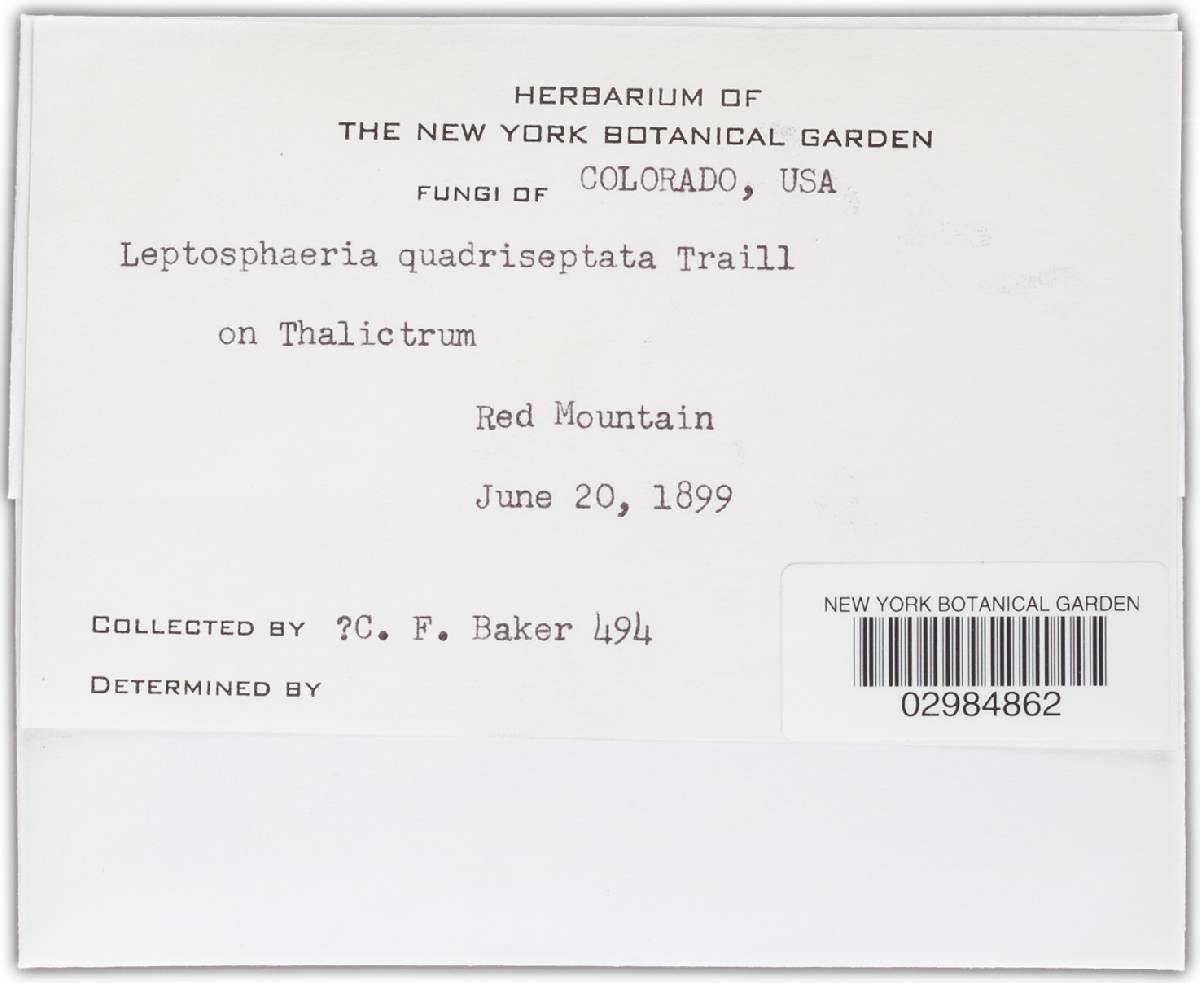 HERBARIUM OF
THE NEW YORK BOTANICAL GARDEN
FUNGI OF COLORADO, USA
Leptosphaeria quadriseptata Traill
on Thalictrum
Red Mountain
June 20, 1899
COLLECTED BY ?C. F. Baker 494
DETERMINED BY
NEW YORK BOTANICAL GARDEN
02984862